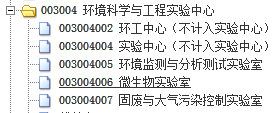 003004 环境科学与工程实验中心
003004002 环工中心（不计入实验中心）
003004004 实验中心（不计入实验中心）
003004005 环境监测与分析测试实验室
003004006 微生物实验室
003004007 固废与大气污染控制实验室